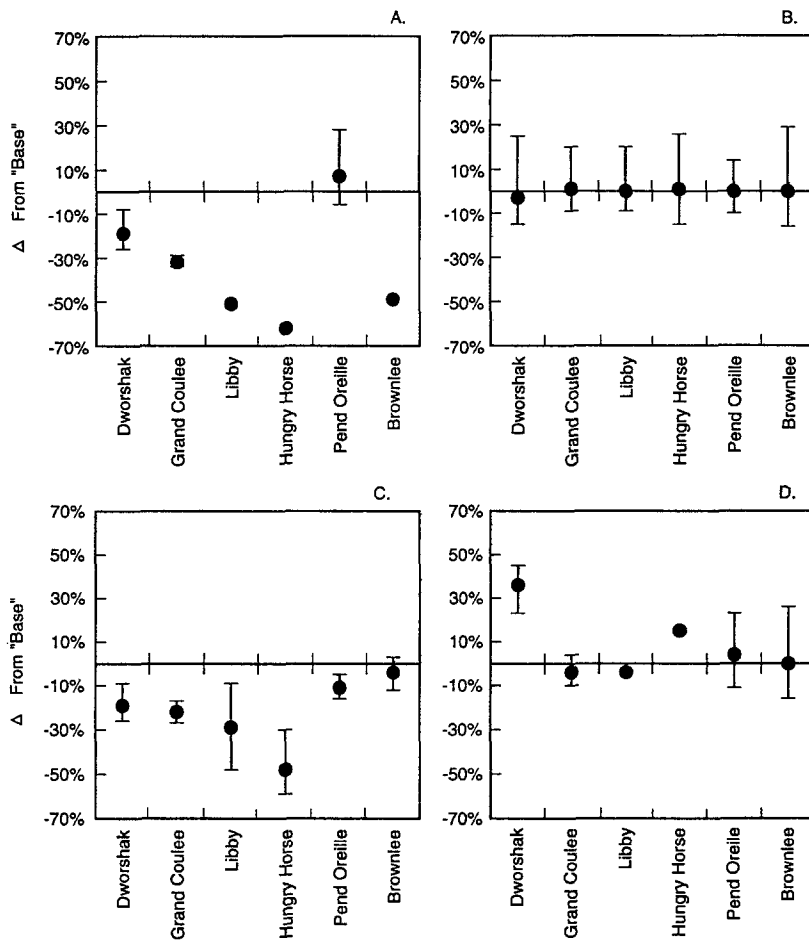 A.
70%
50%
30%
10%
-10%
-30%
-50%
-70%
Δ From "Base"
Dworshak
Grand Coulee
Libby
Hungry Horse
Pend Oreille
Brownlee
B.
70%
50%
30%
10%
-10%
-30%
-50%
-70%
Dworshak
Grand Coulee
Libby
Hungry Horse
Pend Oreille
Brownlee
C.
70%
50%
30%
10%
-10%
-30%
-50%
-70%
Δ From "Base"
Dworshak
Grand Coulee
Libby
Hungry Horse
Pend Oreille
Brownlee
D.
70%
50%
30%
10%
-10%
-30%
-50%
-70%
Dworshak
Grand Coulee
Libby
Hungry Horse
Pend Oreile
Brownlee